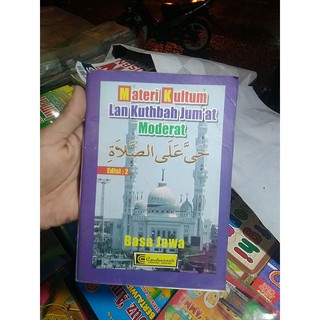 Materi Kultum
Lan Kuthbah Jum'at
Moderat
حَيَّ عَلَى الصَّلَاةِ
Edisi : 2
Basa Jawa